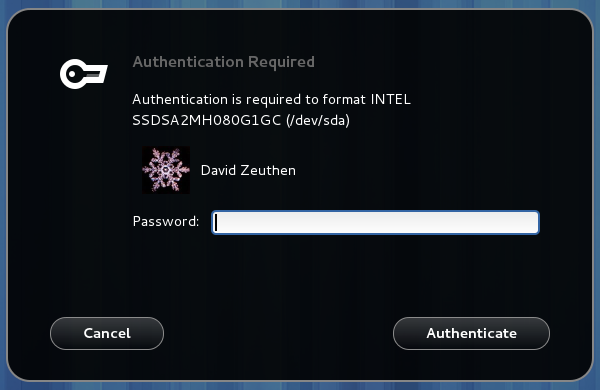 Authentication Required
Authentication is required to format INTEL
SSDSA2MH080G1GC (/dev/sda)
David Zeuthen
Password:
Cancel
Authenticate